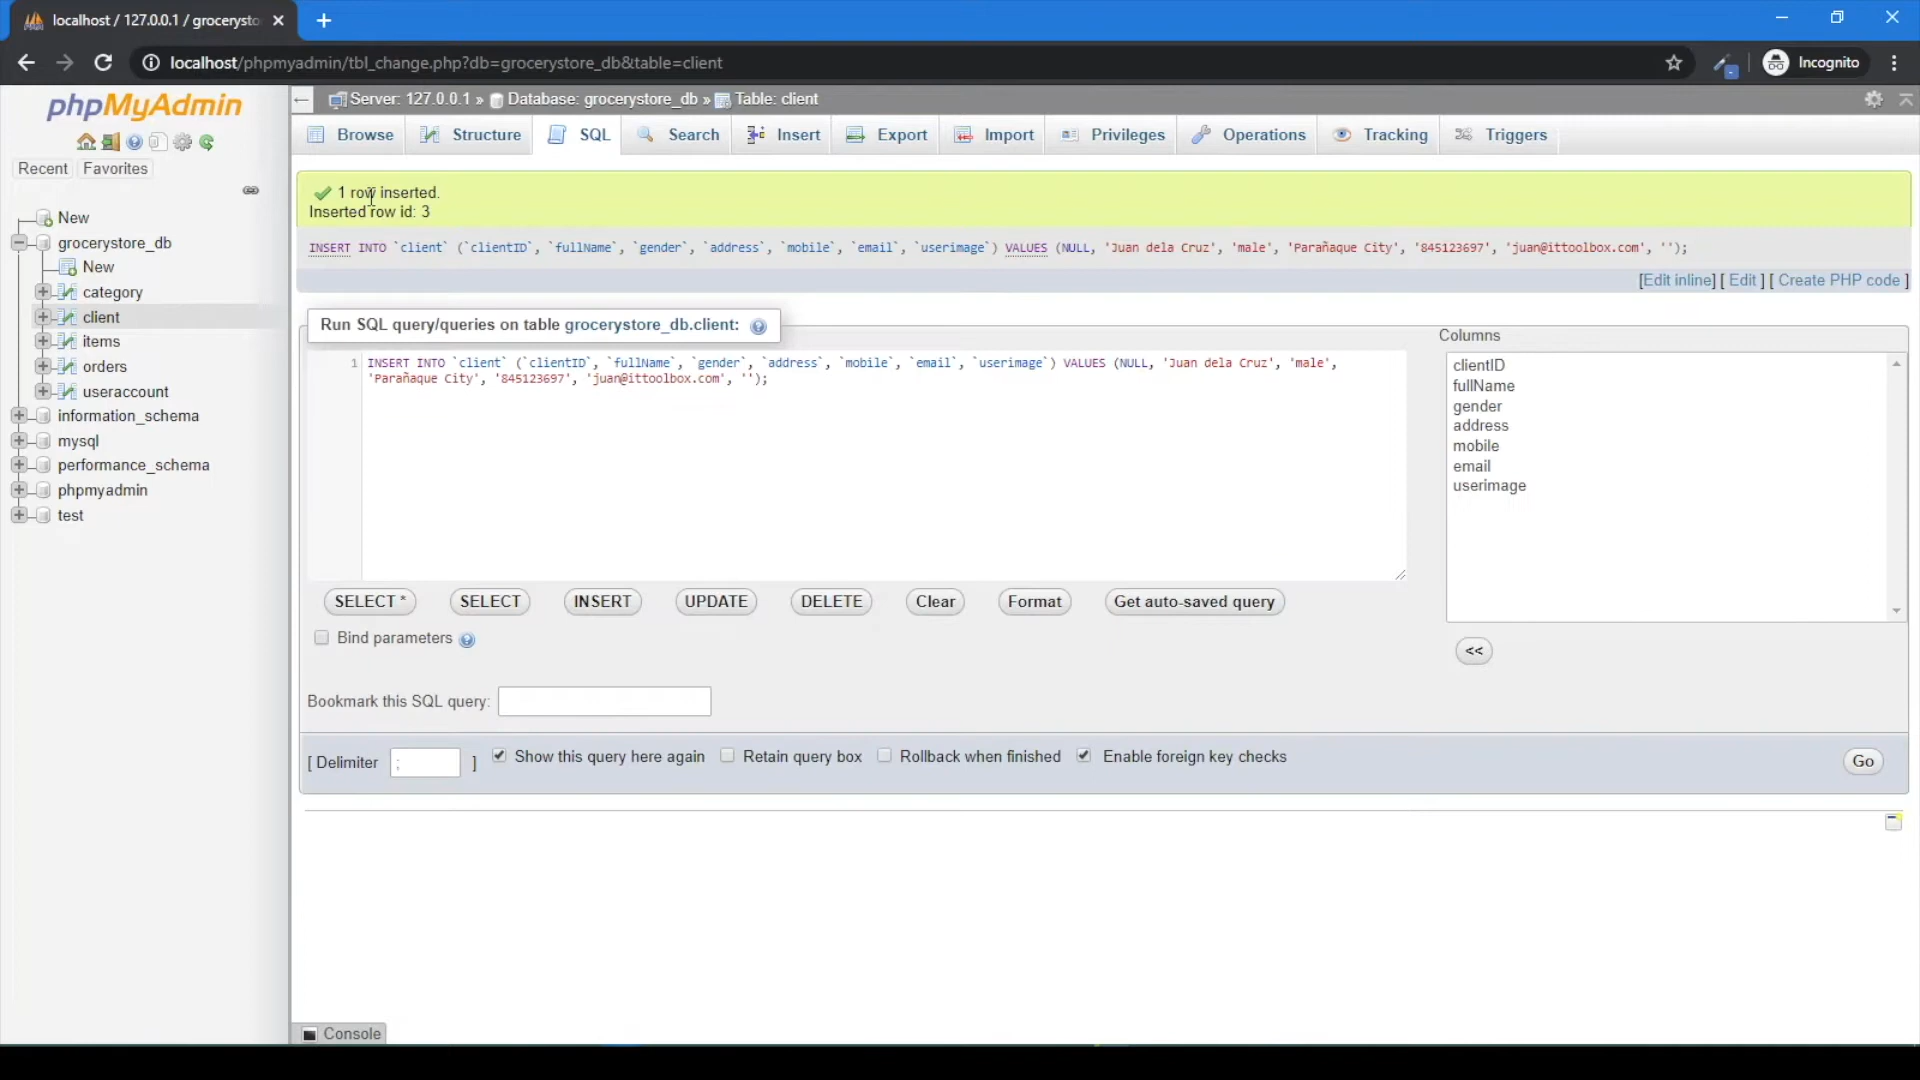 localhost / 127.0.0.1 / grocerysto
Incognito
localhost/phpmyadmin/tbl_change.php?db=grocerystore_db&table=client
phpMyAdmin
Recent Favorites
New
grocerystore_db
New
category
client
items
orders
useraccount
information_schema
mysql
performance_schema
phpmyadmin
test
Server: 127.0.0.1 » Database: grocerystore_db » Table: client
Browse Structure SQL Search Insert Export Import Privileges Operations Tracking Triggers
1 row inserted.
Inserted row id: 3
INSERT INTO `client` (`clientID`, `fullName`, `gender`, `address`, `mobile`, `email`, `userimage`) VALUES (NULL, 'Juan dela Cruz', 'male', 'Parañaque City', '845123697', 'juan@ittoolbox.com', '');
[Edit inline] [ Edit ] [ Create PHP code ]
Run SQL query/queries on table grocerystore_db.client:
1 INSERT INTO `client` (`clientID`, `fullName`, `gender`, `address`, `mobile`, `email`, `userimage`) VALUES (NULL, 'Juan dela Cruz', 'male',
'Parañaque City', '845123697', 'juan@ittoolbox.com', '');
Columns
clientID
fullName
gender
address
mobile
email
userimage
SELECT * SELECT INSERT UPDATE DELETE Clear Format Get auto-saved query
Bind parameters
<<
Bookmark this SQL query:
[ Delimiter ; ] Show this query here again Retain query box Rollback when finished Enable foreign key checks
Go
Console